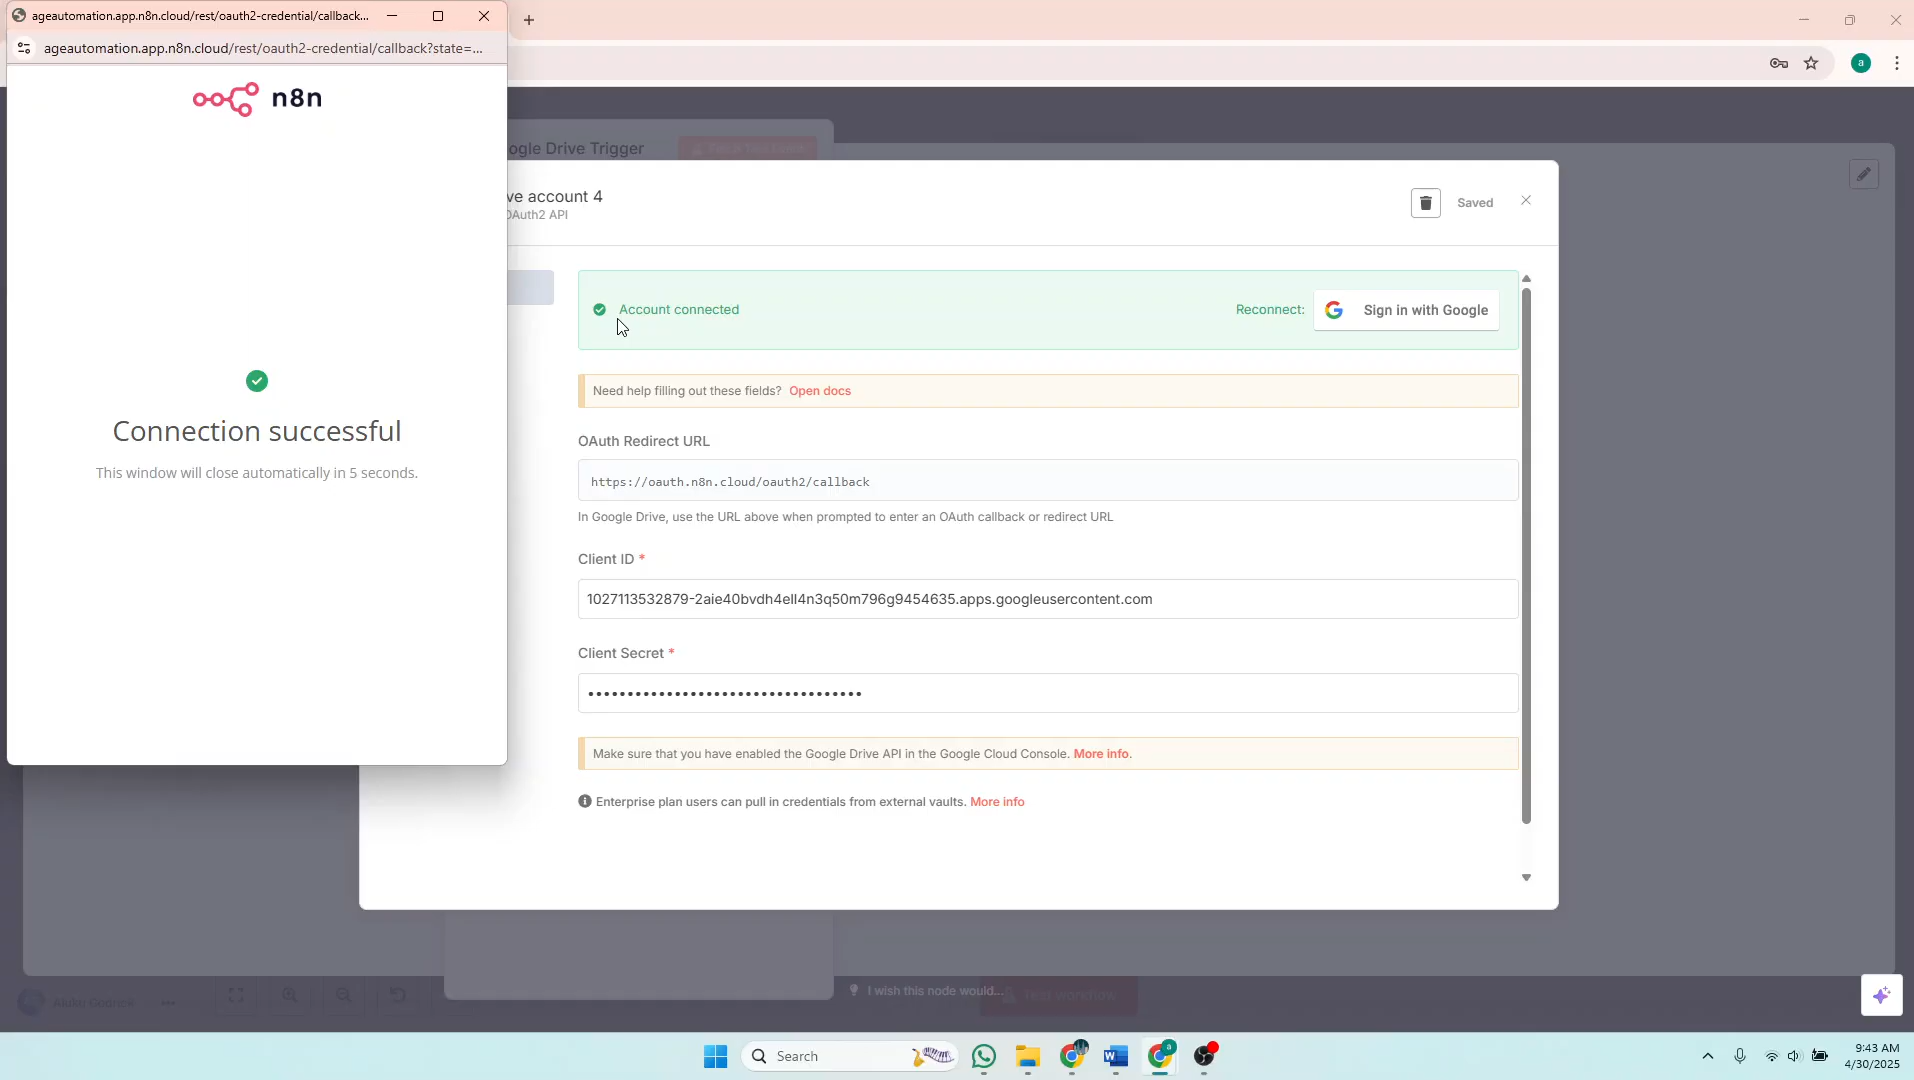 ageautomation.app.n8n.cloud/rest/oauth2-credential/callback...
ageautomation.app.n8n.cloud/rest/oauth2-credential/callback?state=...
a
n8n
Connection successful
This window will close automatically in 5 seconds.
ogle Drive Trigger
ve account 4
OAuth2 API
Saved
Account connected
Reconnect:
Sign in with Google
Need help filling out these fields? Open docs
OAuth Redirect URL
https://oauth.n8n.cloud/oauth2/callback
In Google Drive, use the URL above when prompted to enter an OAuth callback or redirect URL
Client ID *
1027113532879-2aie40bvdh4ell4n3q50m796g9454635.apps.googleusercontent.com
Client Secret *
Make sure that you have enabled the Google Drive API in the Google Cloud Console. More info.
Enterprise plan users can pull in credentials from external vaults. More info
I wish this node would...
Test workflow
Search
a
9:43 AM
4/30/2025